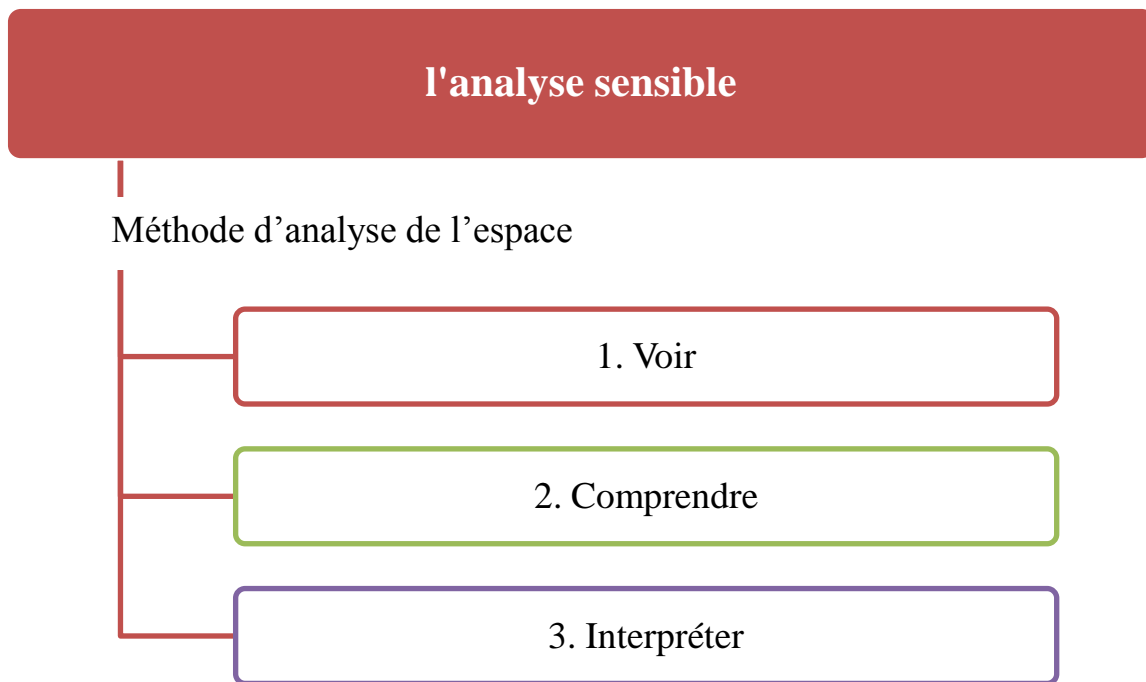 l'analyse sensible
Méthode d’analyse de l’espace
1. Voir
2. Comprendre
3. Interpréter